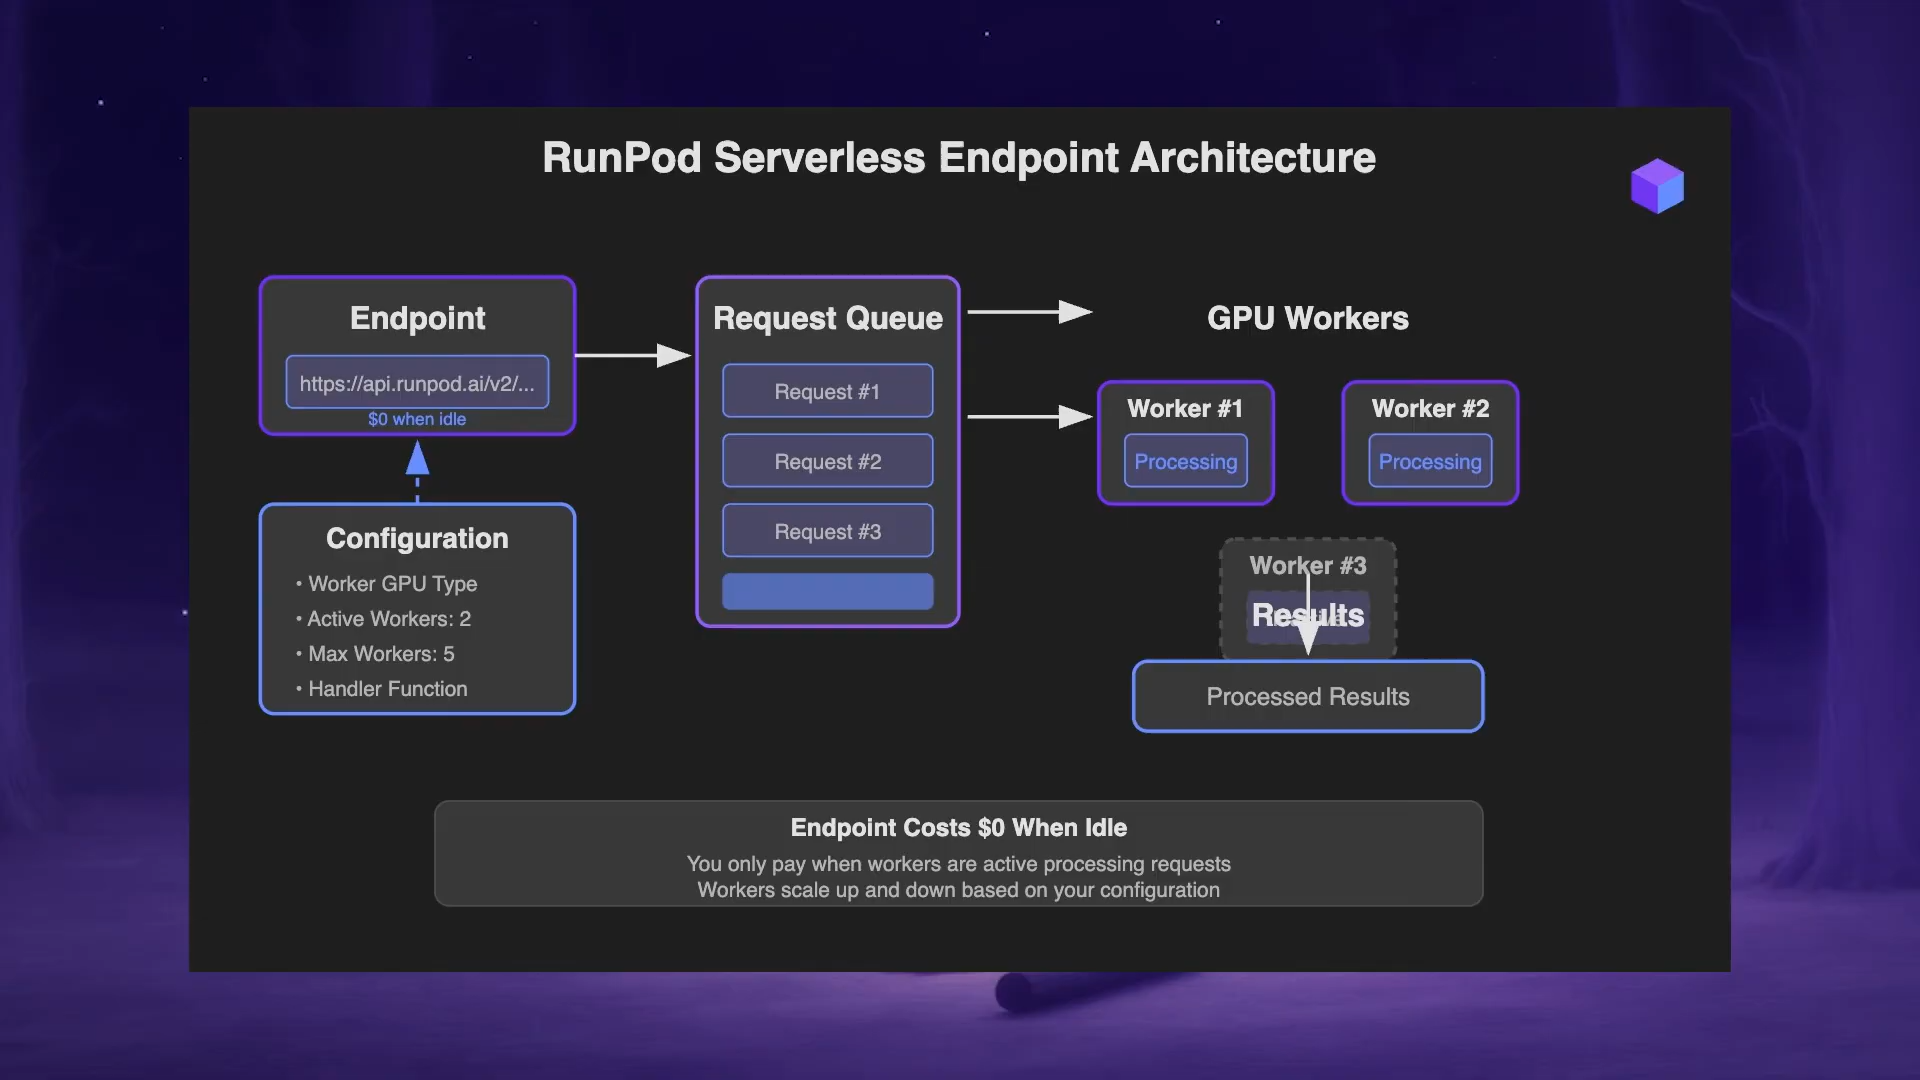 RunPod Serverless Endpoint Architecture
Endpoint
https://api.runpod.ai/v2/...
$0 when idle
Configuration
• Worker GPU Type
• Active Workers: 2
• Max Workers: 5
• Handler Function
Request Queue
Request #1
Request #2
Request #3
GPU Workers
Worker #1
Processing
Worker #2
Processing
Worker #3
Results
Processed Results
Endpoint Costs $0 When Idle
You only pay when workers are active processing requests
Workers scale up and down based on your configuration